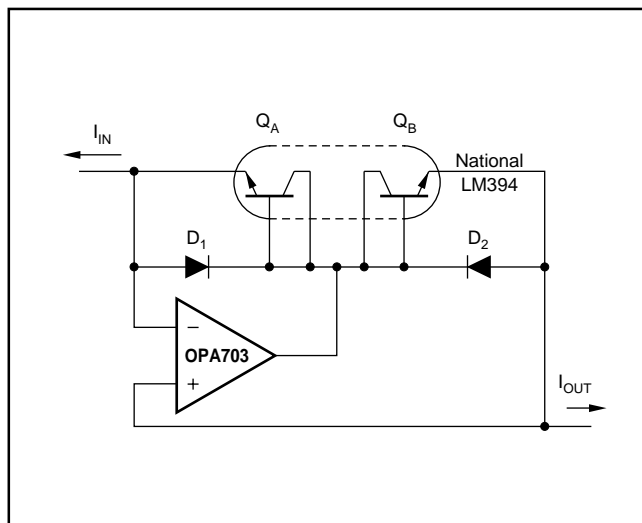 Q_A Q_B
I_IN
National
LM394
D_1 D_2
−
OPA703
+
I_OUT